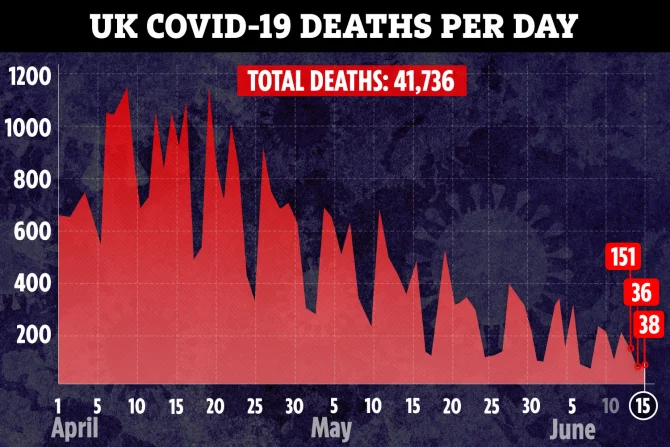 UK COVID-19 DEATHS PER DAY
TOTAL DEATHS: 41,736
1200
1000
800
600
400
200
151
36
38
1 5 10 15 20 25 30 5 10 15 20 25 30 5 10 15
April May June